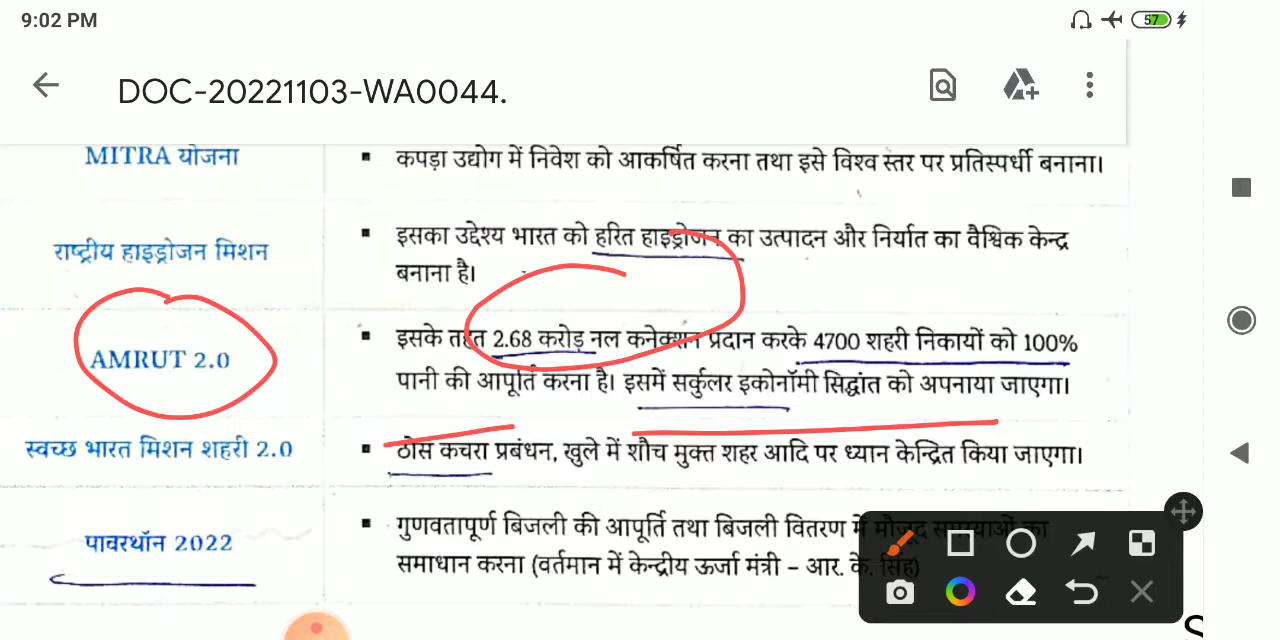 9:02 PM
57
DOC-20221103-WA0044.
MITRA योजना
▪ कपड़ा उद्योग में निवेश को आकर्षित करना तथा इसे विश्व स्तर पर प्रतिस्पर्धी बनाना।
राष्ट्रीय हाइड्रोजन मिशन
▪ इसका उद्देश्य भारत को हरित हाइड्रोजन का उत्पादन और निर्यात का वैश्विक केन्द्र
बनाना है।
AMRUT 2.0
▪ इसके तहत 2.68 करोड़ नल कनेक्शन प्रदान करके 4700 शहरी निकायों को 100%
पानी की आपूर्ति करना है। इसमें सर्कुलर इकोनॉमी सिद्धांत को अपनाया जाएगा।
स्वच्छ भारत मिशन शहरी 2.0
▪ ठोस कचरा प्रबंधन, खुले में शौच मुक्त शहर आदि पर ध्यान केन्द्रित किया जाएगा।
पावरथॉन 2022
▪ गुणवतापूर्ण बिजली की आपूर्ति तथा बिजली वितरण में मौजूद समस्याओं का
समाधान करना (वर्तमान में केन्द्रीय ऊर्जा मंत्री – आर. के. सिंह)